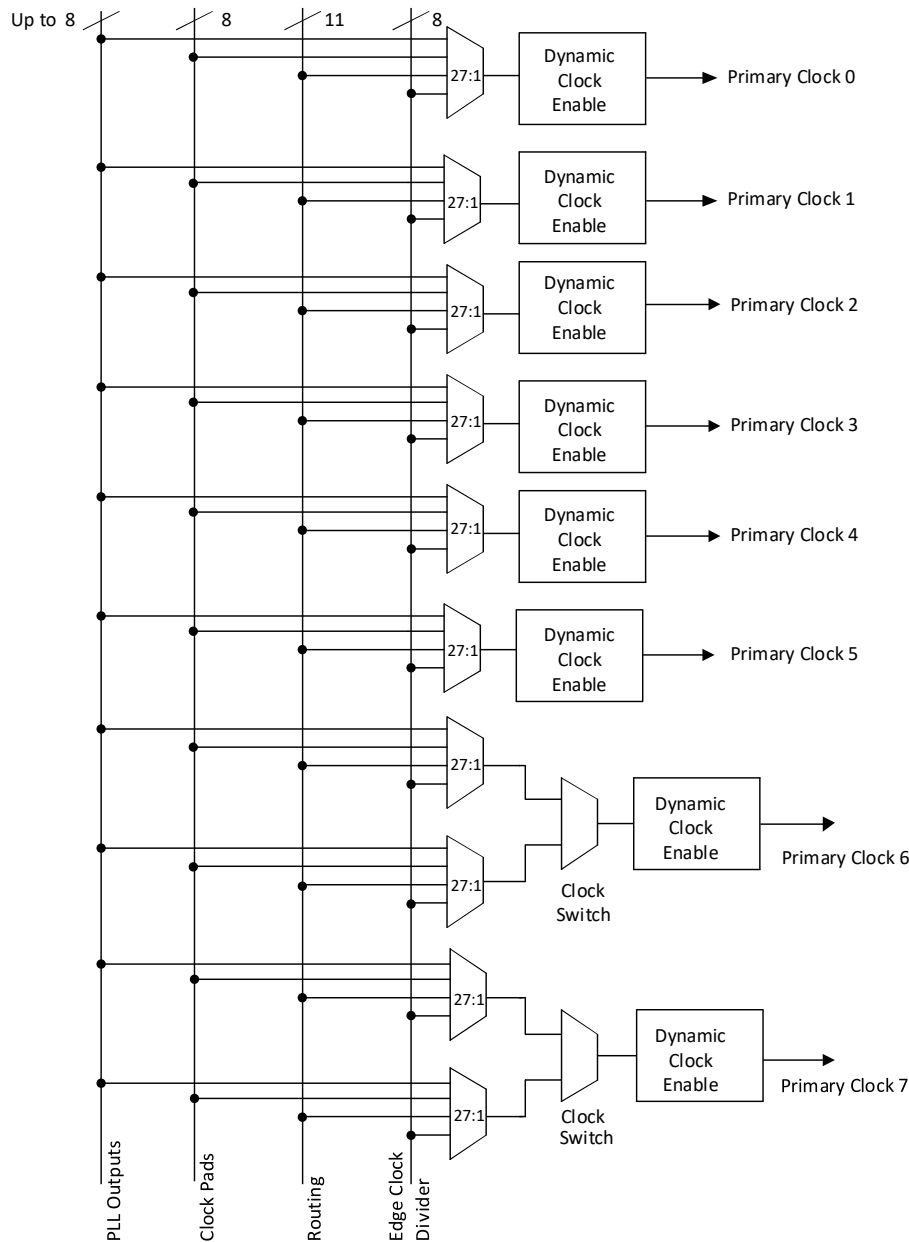 Up to 8
8
11
8
27:1
Dynamic
Clock
Enable
Primary Clock 0
27:1
Dynamic
Clock
Enable
Primary Clock 1
27:1
Dynamic
Clock
Enable
Primary Clock 2
27:1
Dynamic
Clock
Enable
Primary Clock 3
27:1
Dynamic
Clock
Enable
Primary Clock 4
27:1
Dynamic
Clock
Enable
Primary Clock 5
27:1
27:1
Clock
Switch
Dynamic
Clock
Enable
Primary Clock 6
27:1
27:1
Clock
Switch
Dynamic
Clock
Enable
Primary Clock 7
PLL Outputs
Clock Pads
Routing
Edge Clock
Divider